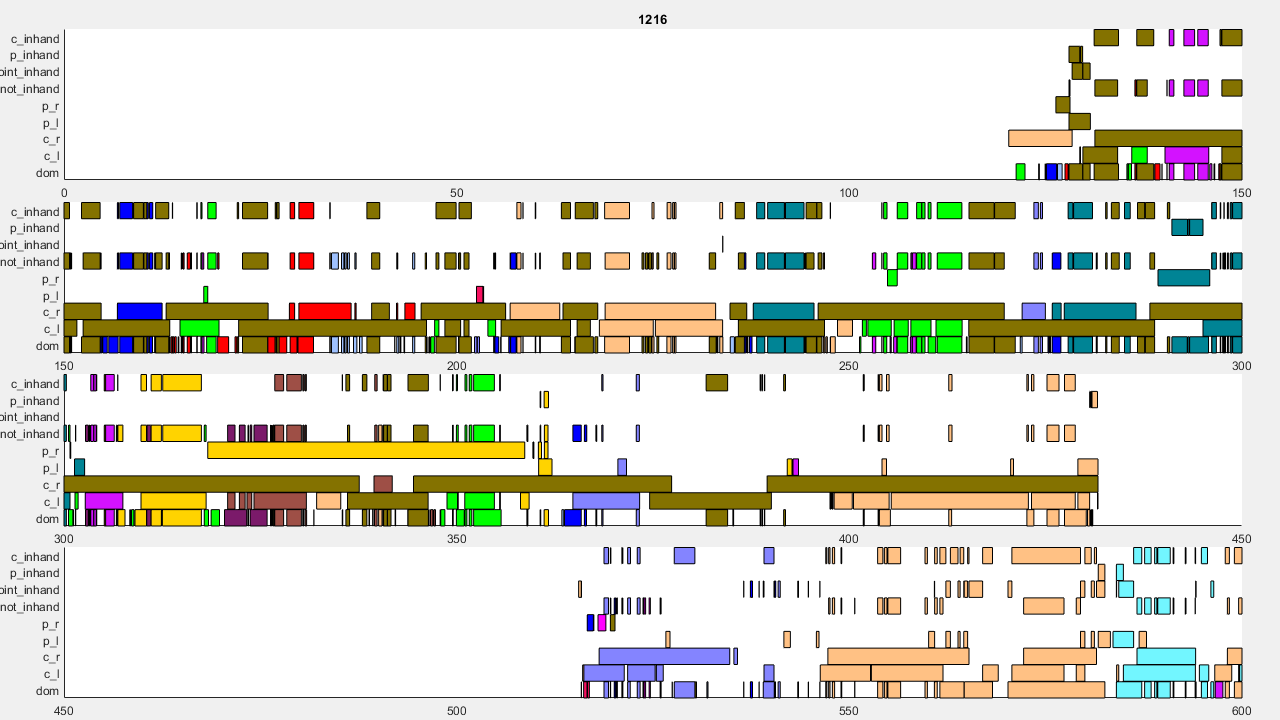 1216
c_inhand
p_inhand
oint_inhand
not_inhand
p_r
p_l
c_r
c_l
dom
0 50 100 150
c_inhand
p_inhand
oint_inhand
not_inhand
p_r
p_l
c_r
c_l
dom
150 200 250 300
c_inhand
p_inhand
oint_inhand
not_inhand
p_r
p_l
c_r
c_l
dom
300 350 400 450
c_inhand
p_inhand
oint_inhand
not_inhand
p_r
p_l
c_r
c_l
dom
450 500 550 600